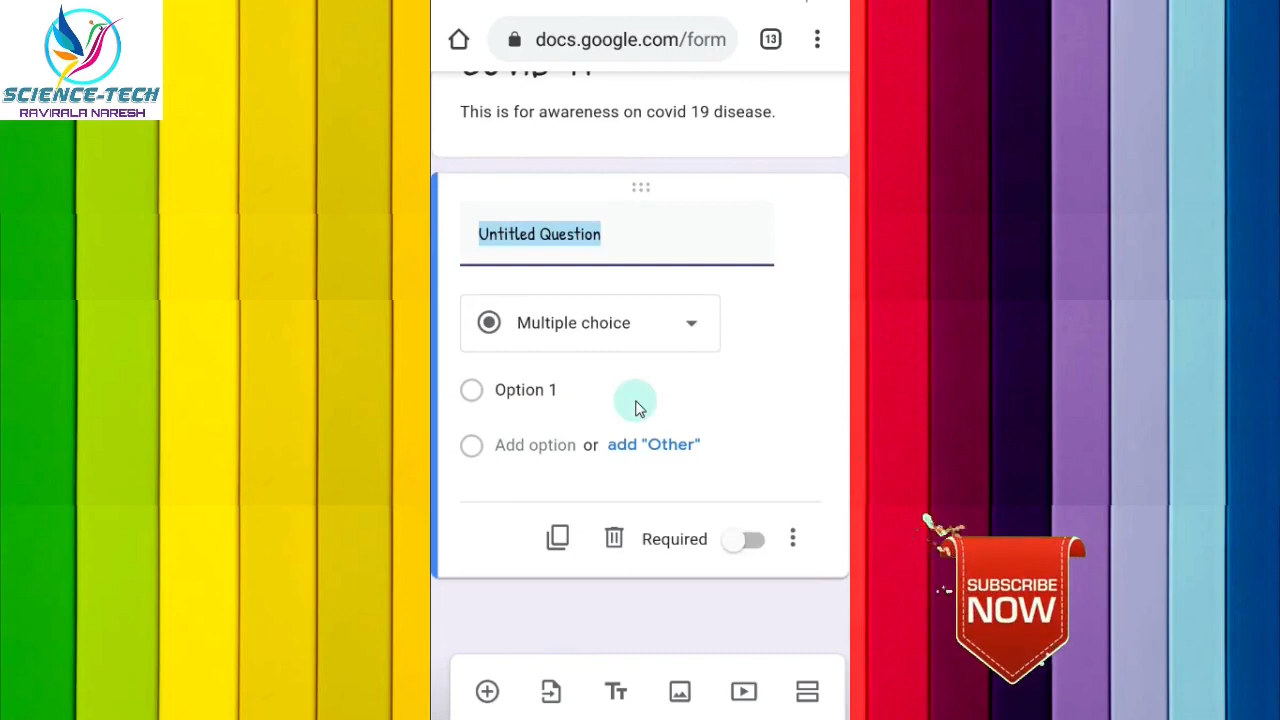 SCIENCE-TECH
RAVIRALA NARESH
docs.google.com/form
13
This is for awareness on covid 19 disease.
Untitled Question
Multiple choice
Option 1
Add option or add "Other"
Required
SUBSCRIBE
NOW